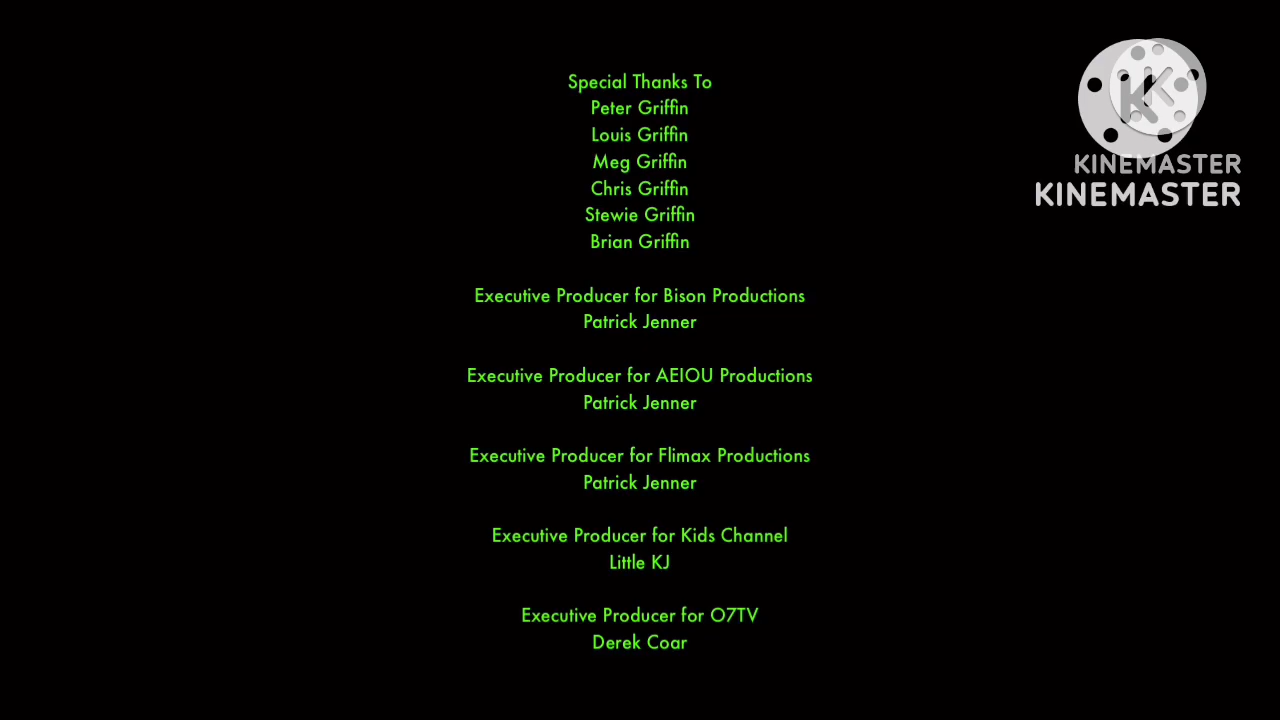 Special Thanks To
Peter Griffin
Louis Griffin
Meg Griffin
Chris Griffin
Stewie Griffin
Brian Griffin
Executive Producer for Bison Productions
Patrick Jenner
Executive Producer for AEIOU Productions
Patrick Jenner
Executive Producer for Flimax Productions
Patrick Jenner
Executive Producer for Kids Channel
Little KJ
Executive Producer for O7TV
Derek Coar
KINEMASTER
KINEMASTER